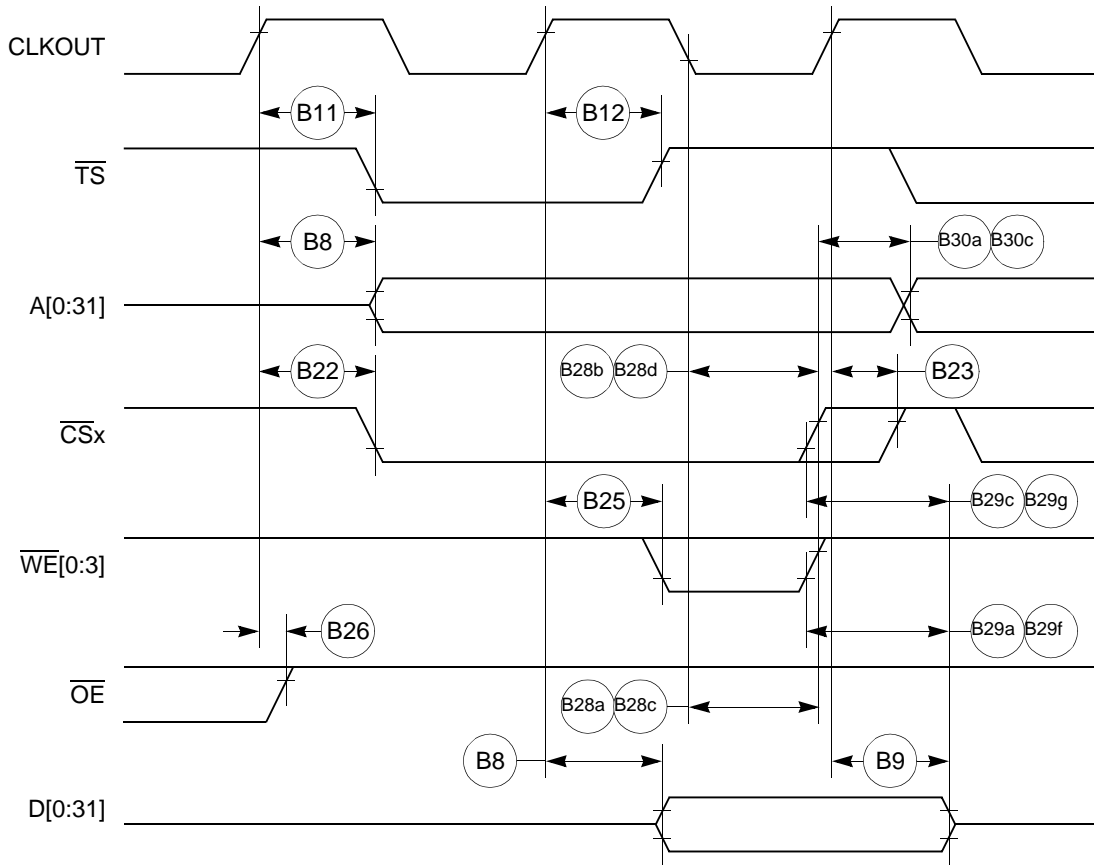 CLKOUT
B11
B12
TS
B8
B30a B30c
A[0:31]
B22
B28b B28d
B23
CSx
B25
B29c B29g
WE[0:3]
B26
B29a B29f
OE
B28a B28c
B8
B9
D[0:31]